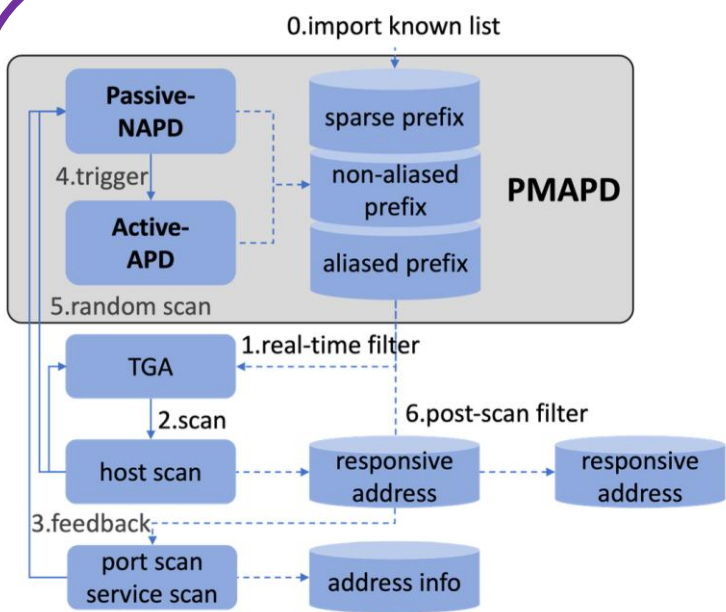 0.import known list
Passive-
NAPD
sparse prefix
4.trigger
non-aliased
prefix
PMAPD
Active-
APD
aliased prefix
5.random scan
1.real-time filter
TGA
2.scan
6.post-scan filter
host scan
responsive
address
responsive
address
3.feedback
port scan
service scan
address info